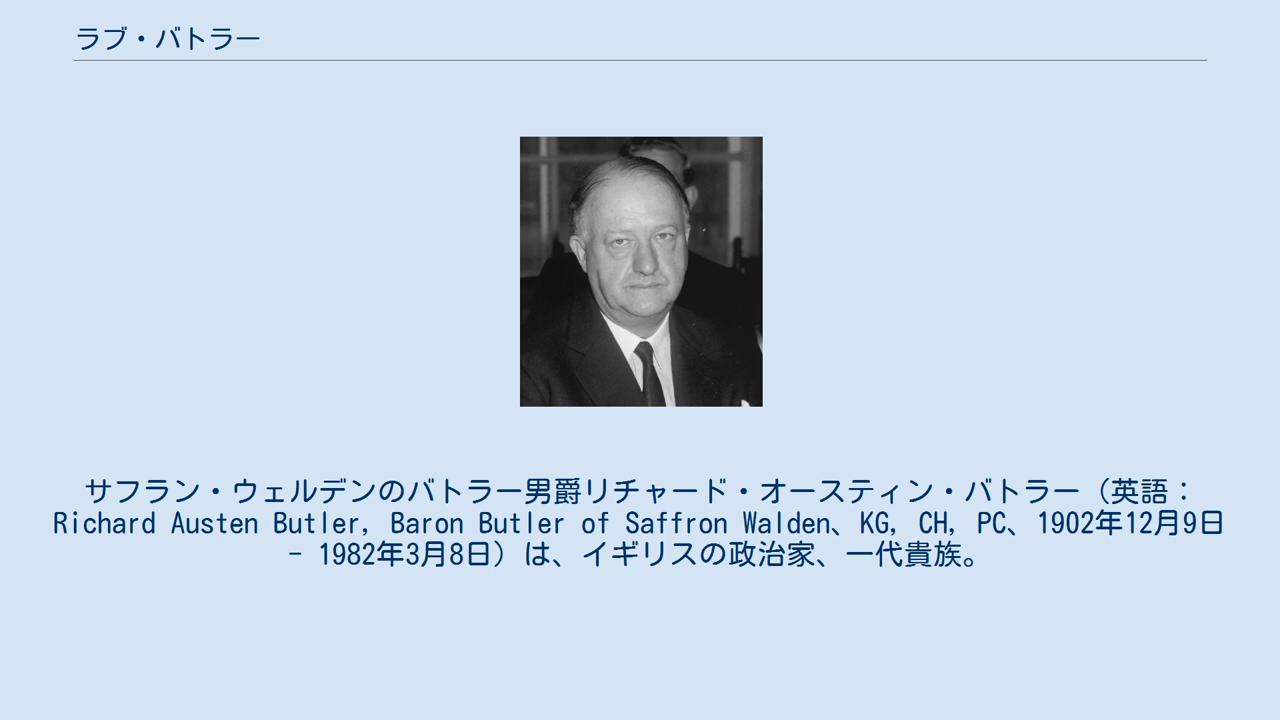 ラブ・バトラー
サフラン・ウェルデンのバトラー男爵リチャード・オースティン・バトラー（英語：
Richard Austen Butler, Baron Butler of Saffron Walden、KG, CH, PC、1902年12月9日
- 1982年3月8日）は、イギリスの政治家、一代貴族。